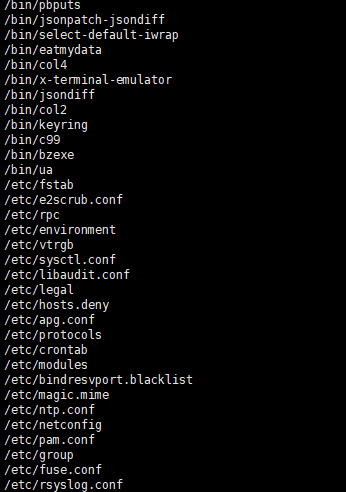 /bin/pbputs
/bin/jsonpatch-jsondiff
/bin/select-default-iwrap
/bin/eatmydata
/bin/col4
/bin/x-terminal-emulator
/bin/jsondiff
/bin/col2
/bin/keyring
/bin/c99
/bin/bzexe
/bin/ua
/etc/fstab
/etc/e2scrub.conf
/etc/rpc
/etc/environment
/etc/vtrgb
/etc/sysctl.conf
/etc/libaudit.conf
/etc/legal
/etc/hosts.deny
/etc/apg.conf
/etc/protocols
/etc/crontab
/etc/modules
/etc/bindresvport.blacklist
/etc/magic.mime
/etc/ntp.conf
/etc/netconfig
/etc/pam.conf
/etc/group
/etc/fuse.conf
/etc/rsyslog.conf